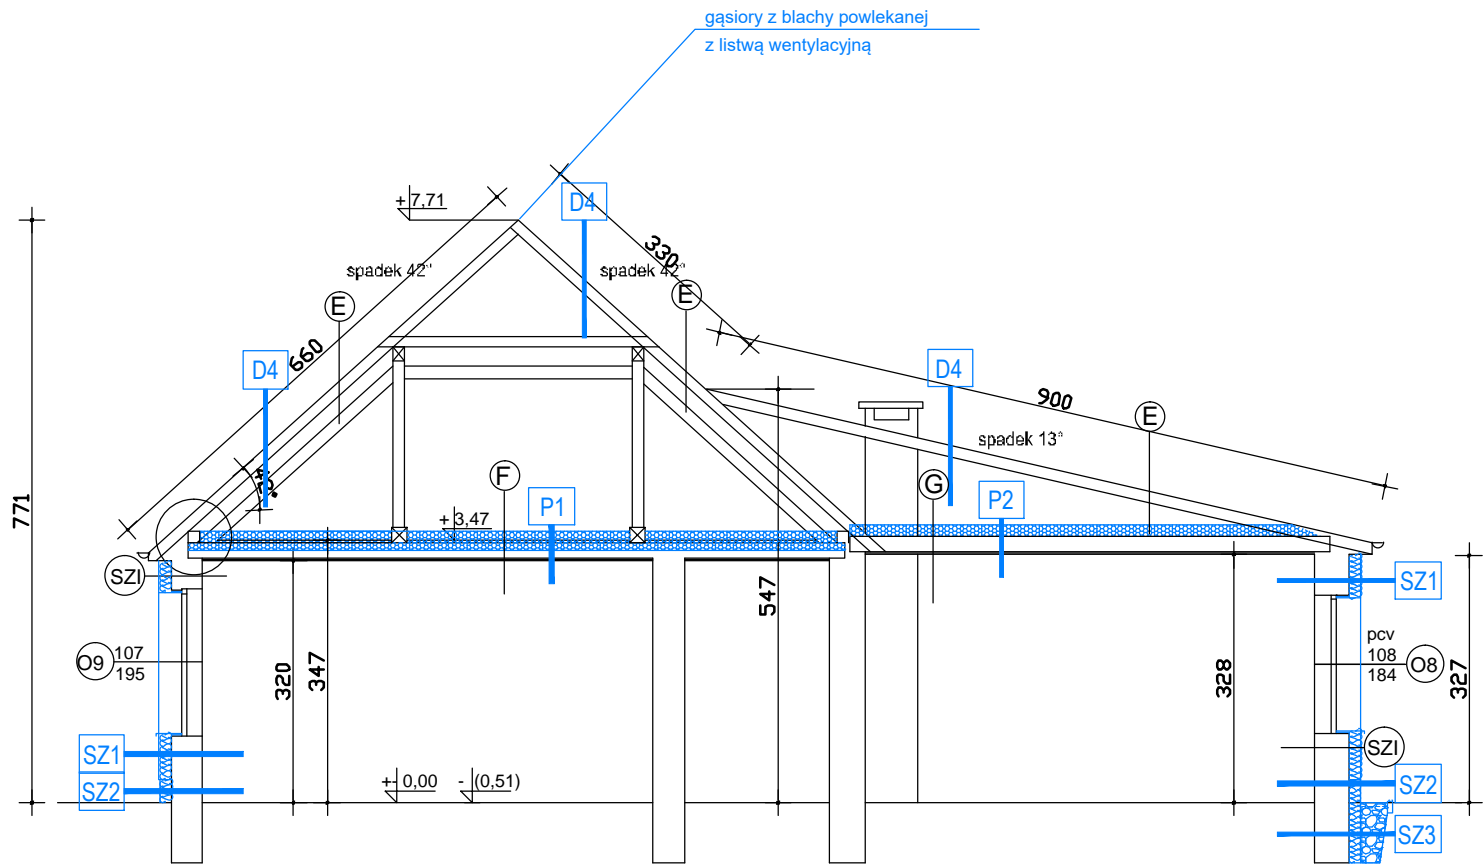 gąsiory z blachy powlekanej
z listwą wentylacyjną
+7,71
D4
330
spadek 42°
spadek 42°
E
E
660
D4
D4
900
E
spadek 13°
42°
F
G
P1
P2
+3,47
771
SZI
SZ1
547
O9
107
195
320
347
328
pcv
108
184
O8
327
SZ1
SZI
SZ2
+-0,00
-(0,51)
SZ2
SZ3